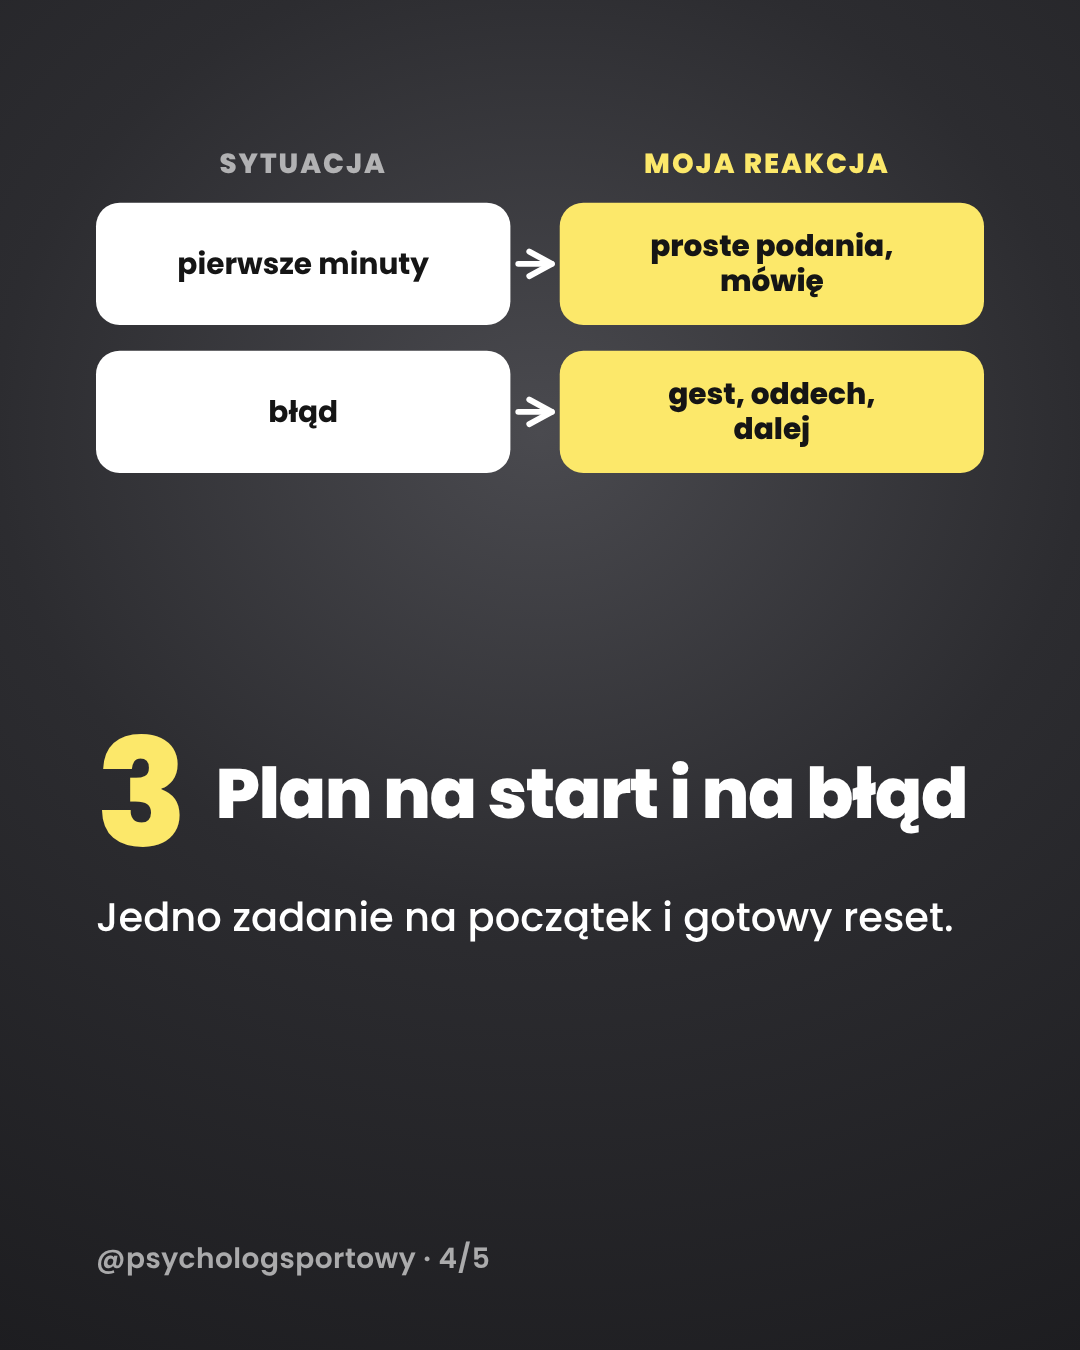 SYTUACJA
MOJA REAKCJA
pierwsze minuty
proste podania,
mówię
błąd
gest, oddech,
dalej
3 Plan na start i na błąd
Jedno zadanie na początek i gotowy reset.
@psychologsportowy · 4/5